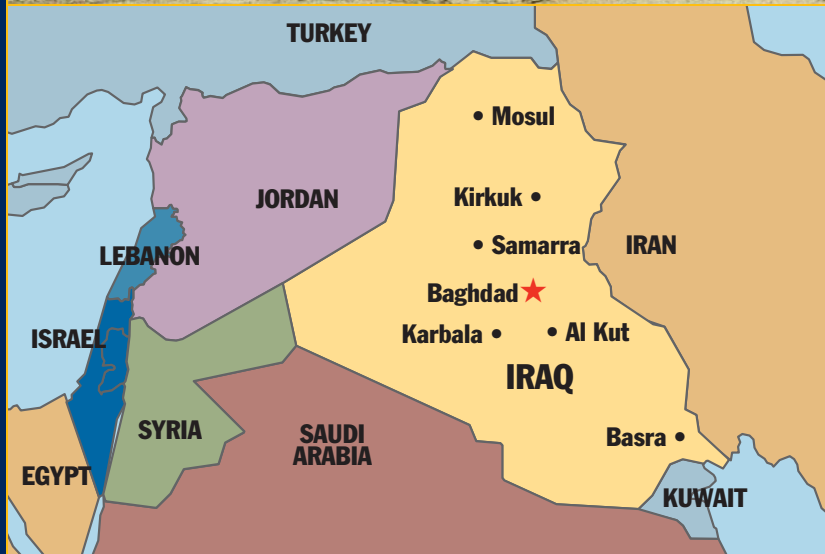 TURKEY
Mosul
JORDAN
Kirkuk
LEBANON
Samarra
IRAN
Baghdad
ISRAEL
Karbala
Al Kut
IRAQ
SYRIA
SAUDI
ARABIA
Basra
EGYPT
KUWAIT